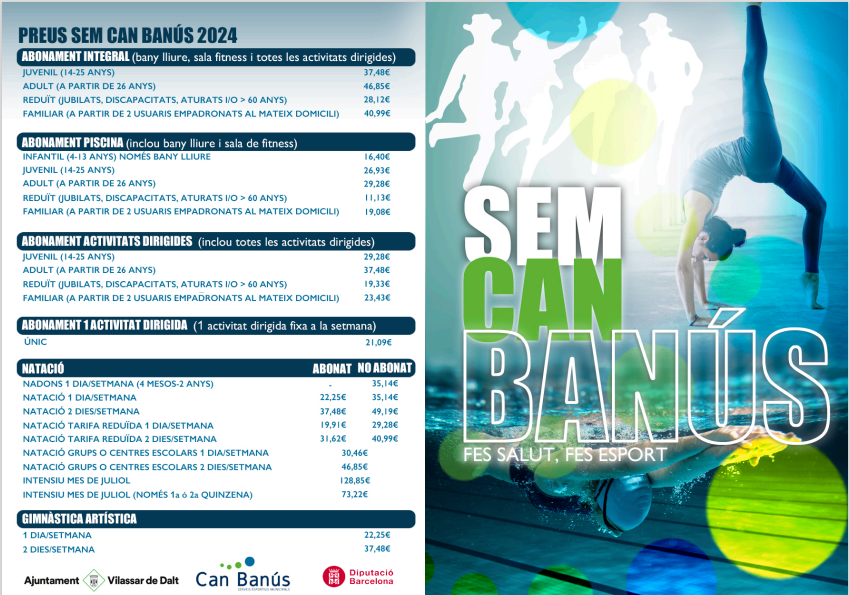 PREUS SEM CAN BANÚS 2024
ABONAMENT INTEGRAL (bany lliure, sala fitness i totes les activitats dirigides)
JUVENIL (14-25 ANYS) 37,48€
ADULT (A PARTIR DE 26 ANYS) 46,85€
REDUÏT (JUBILATS, DISCAPACITATS, ATURATS I/O > 60 ANYS) 28,12€
FAMILIAR (A PARTIR DE 2 USUARIS EMPADRONATS AL MATEIX DOMICILI) 40,99€
ABONAMENT PISCINA (inclou bany lliure i sala de fitness)
INFANTIL (4-13 ANYS) NOMÉS BANY LLIURE 16,40€
JUVENIL (14-25 ANYS) 26,93€
ADULT (A PARTIR DE 26 ANYS) 29,28€
REDUÏT (JUBILATS, DISCAPACITATS, ATURATS I/O > 60 ANYS) 11,13€
FAMILIAR (A PARTIR DE 2 USUARIS EMPADRONATS AL MATEIX DOMICILI) 19,08€
ABONAMENT ACTIVITATS DIRIGIDES (inclou totes les activitats dirigides)
JUVENIL (14-25 ANYS) 29,28€
ADULT (A PARTIR DE 26 ANYS) 37,48€
REDUÏT (JUBILATS, DISCAPACITATS, ATURATS I/O > 60 ANYS) 19,33€
FAMILIAR (A PARTIR DE 2 USUARIS EMPADRONATS AL MATEIX DOMICILI) 23,43€
ABONAMENT 1 ACTIVITAT DIRIGIDA (1 activitat dirigida fixa a la setmana)
ÚNIC 21,09€
NATACIÓ ABONAT NO ABONAT
NADONS 1 DIA/SETMANA (4 MESOS-2 ANYS) - 35,14€
NATACIÓ 1 DIA/SETMANA 22,25€ 35,14€
NATACIÓ 2 DIES/SETMANA 37,48€ 49,19€
NATACIÓ TARIFA REDUÏDA 1 DIA/SETMANA 19,91€ 29,28€
NATACIÓ TARIFA REDUÏDA 2 DIES/SETMANA 31,62€ 40,99€
NATACIÓ GRUPS O CENTRES ESCOLARS 1 DIA/SETMANA 30,46€
NATACIÓ GRUPS O CENTRES ESCOLARS 2 DIES/SETMANA 46,85€
INTENSIU MES DE JULIOL 128,85€
INTENSIU MES DE JULIOL (NOMÉS 1a ó 2a QUINZENA) 73,22€
GIMNÀSTICA ARTÍSTICA
1 DIA/SETMANA 22,25€
2 DIES/SETMANA 37,48€
Ajuntament Vilassar de Dalt
Can Banús
Diputació
Barcelona
SEM
CAN
BANÚS
FES SALUT, FES ESPORT